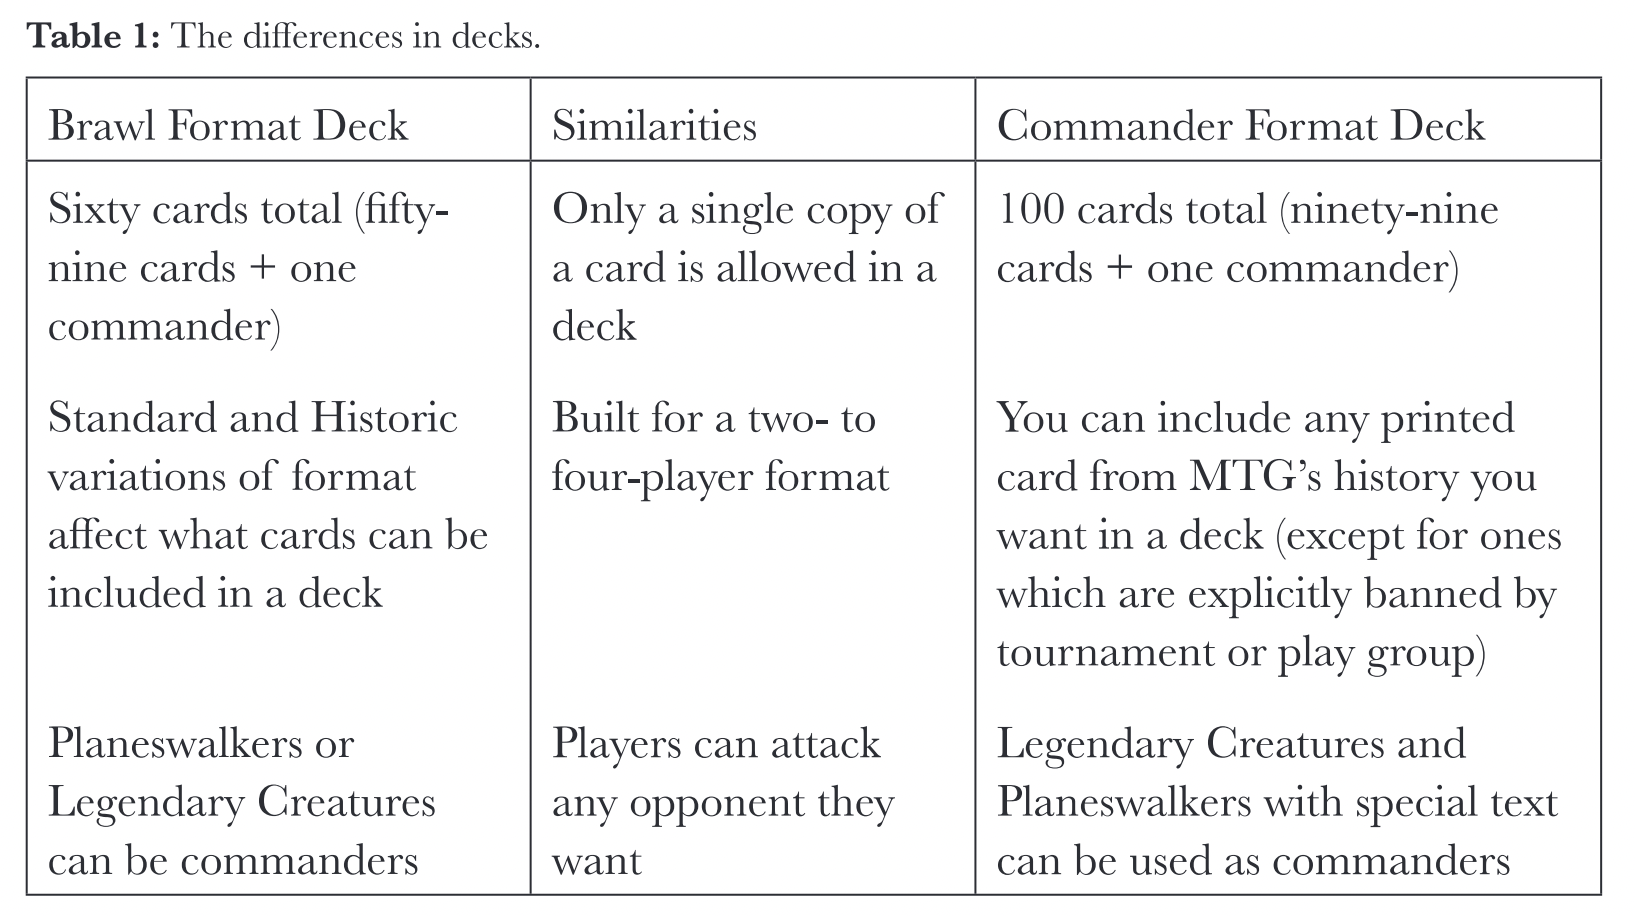 Table 1: The differences in decks.
Brawl Format Deck
Similarities
Commander Format Deck
Sixty cards total (fifty-
nine cards + one
commander)
Only a single copy of
a card is allowed in a
deck
100 cards total (ninety-nine
cards + one commander)
Standard and Historic
variations of format
affect what cards can be
included in a deck
Built for a two- to
four-player format
You can include any printed
card from MTG’s history you
want in a deck (except for ones
which are explicitly banned by
tournament or play group)
Planeswalkers or
Legendary Creatures
can be commanders
Players can attack
any opponent they
want
Legendary Creatures and
Planeswalkers with special text
can be used as commanders